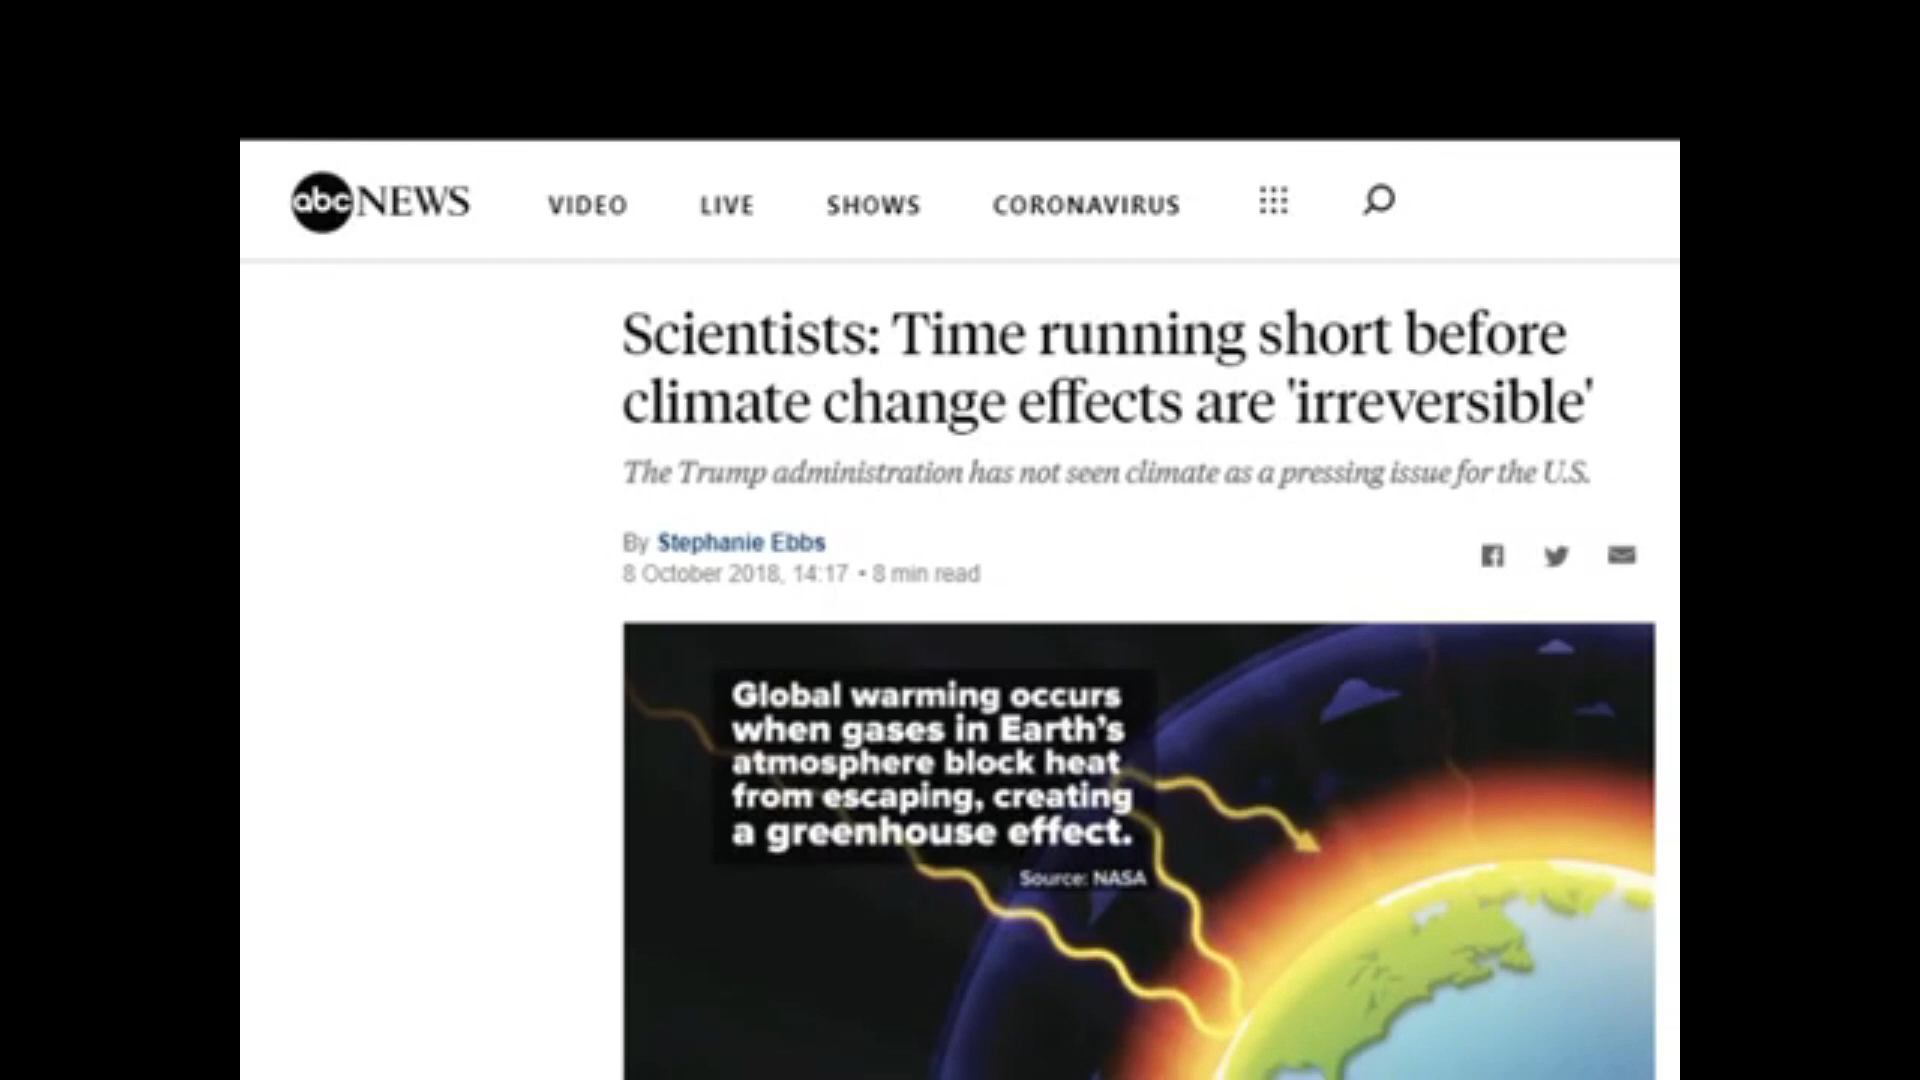 abc NEWS VIDEO LIVE SHOWS CORONAVIRUS
Scientists: Time running short before
climate change effects are 'irreversible'
The Trump administration has not seen climate as a pressing issue for the U.S.
By Stephanie Ebbs
8 October 2018, 14:17 • 8 min read
Global warming occurs
when gases in Earth's
atmosphere block heat
from escaping, creating
a greenhouse effect.
Source: NASA